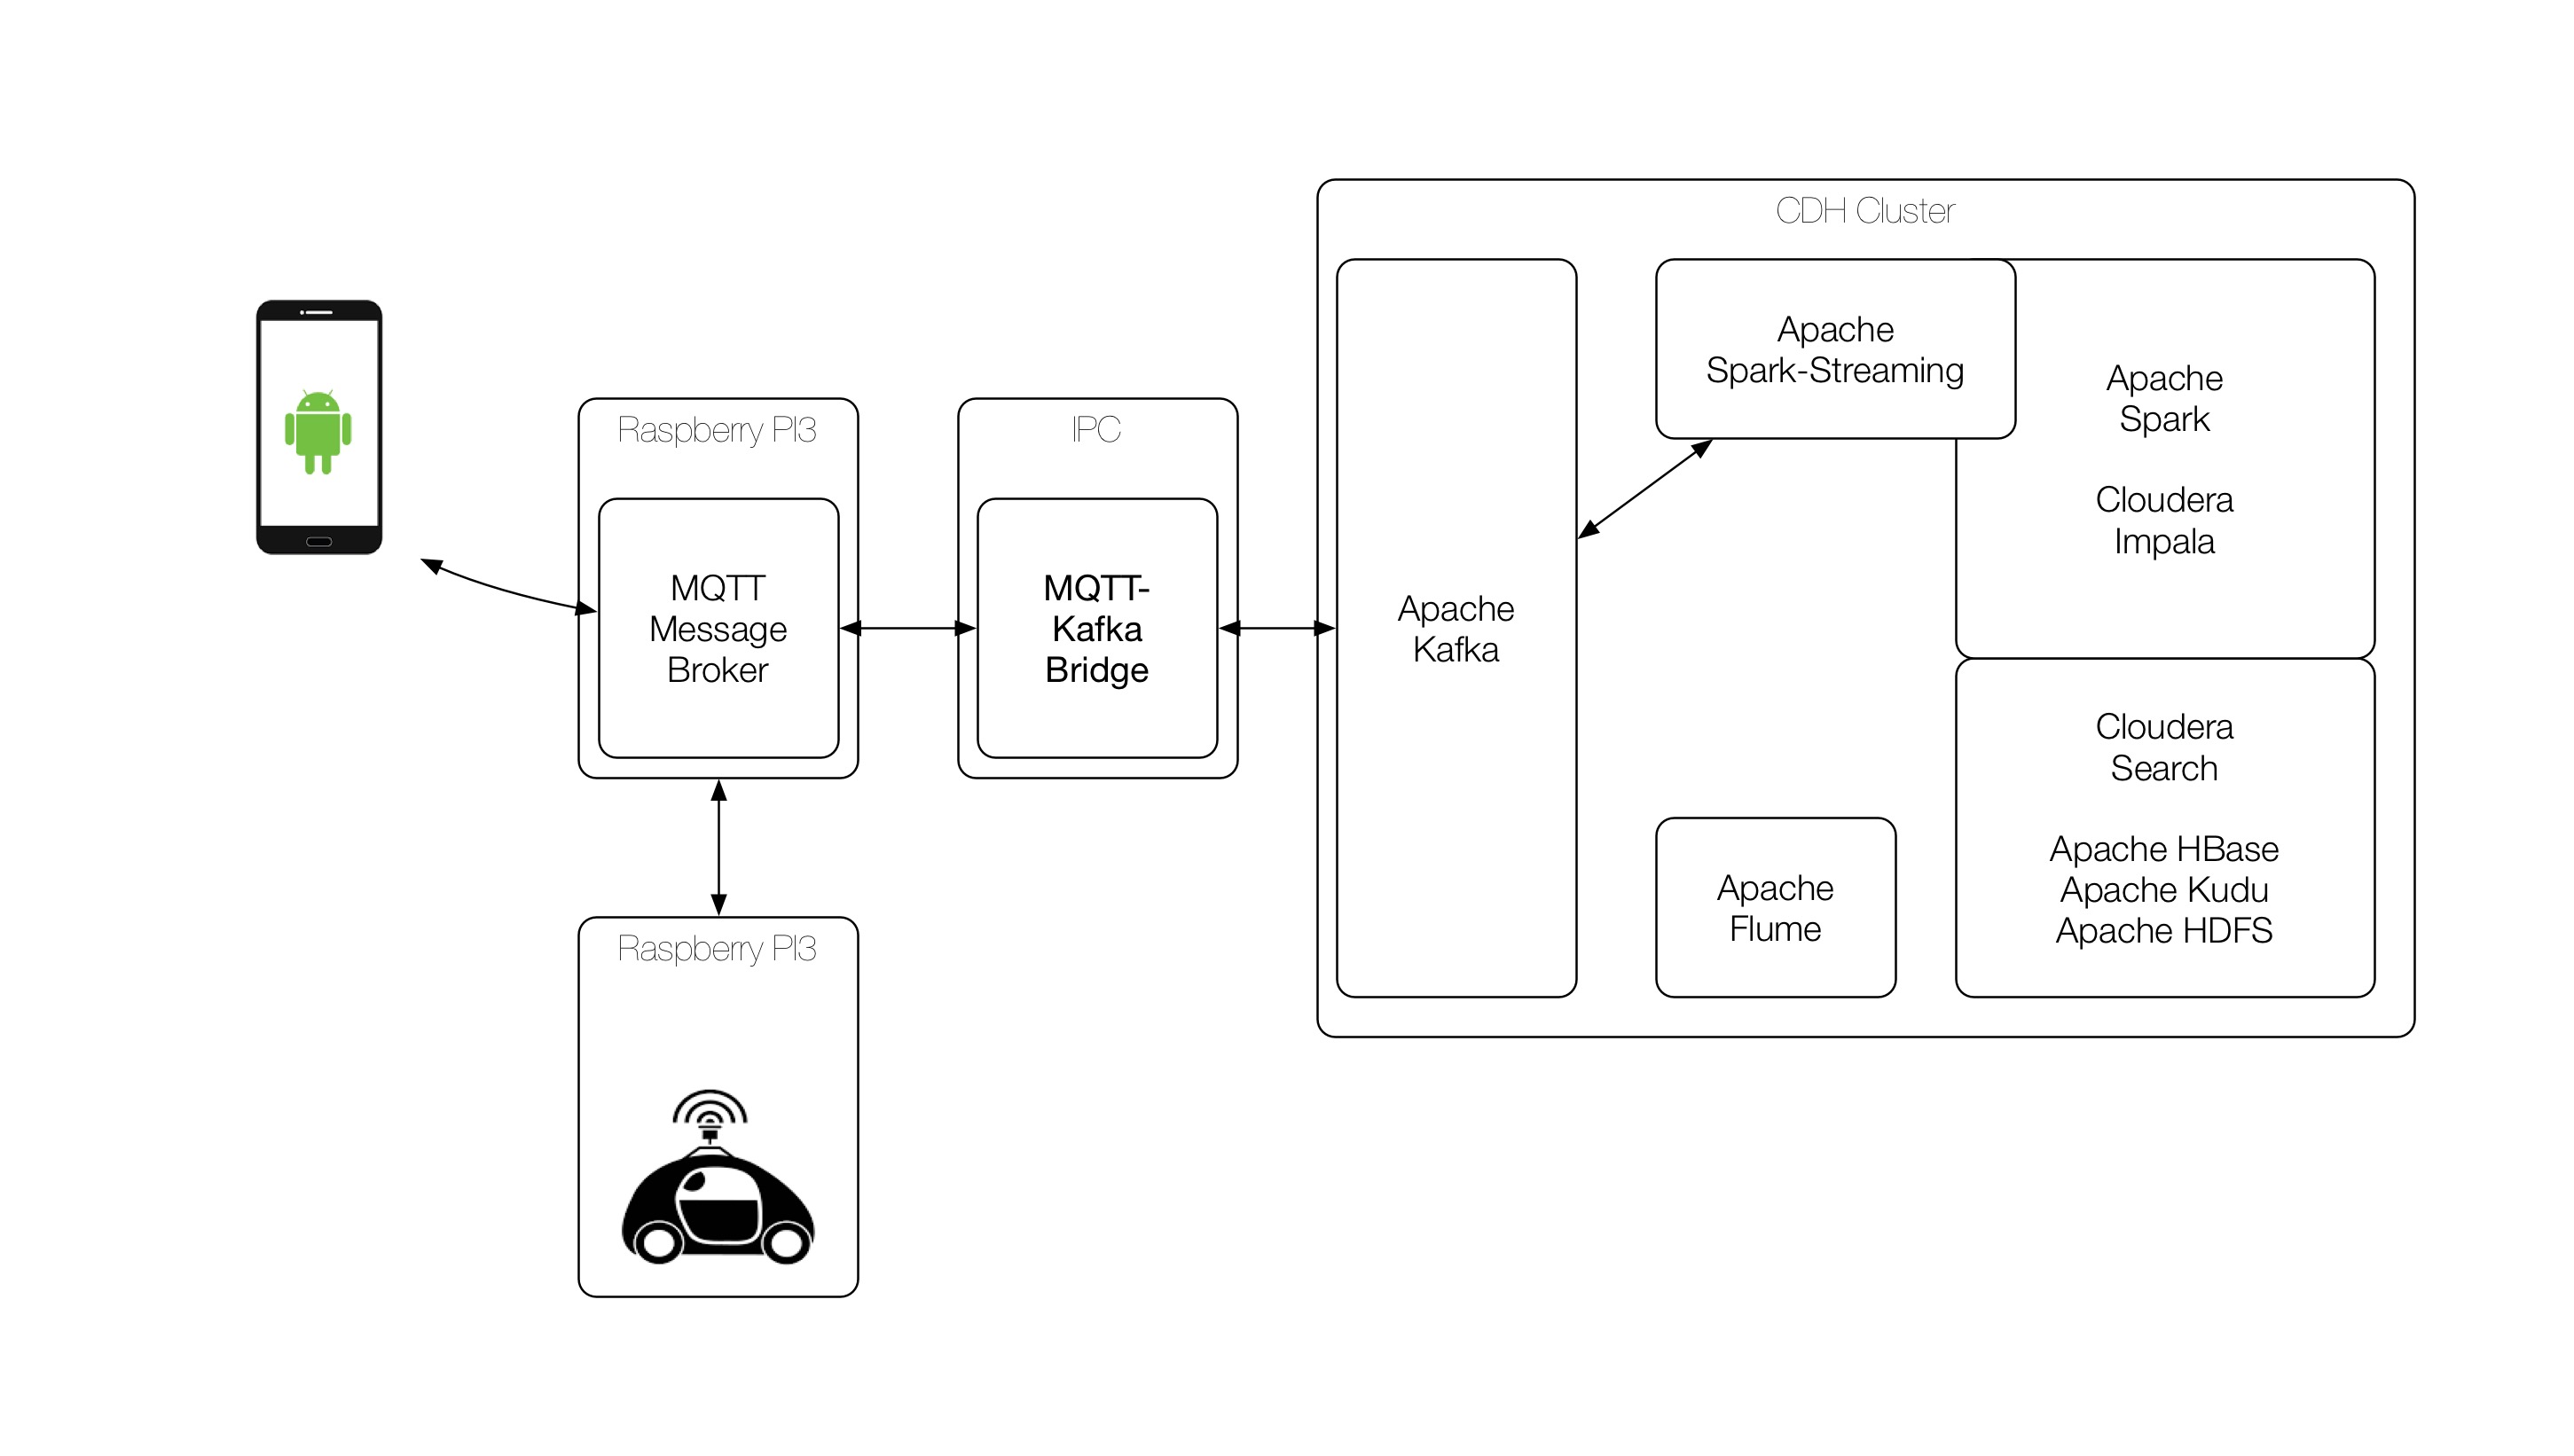 CDH Cluster
Raspberry PI3
MQTT
Message
Broker
IPC
MQTT-
Kafka
Bridge
Apache
Kafka
Apache
Spark-Streaming
Apache
Spark
Cloudera
Impala
Apache
Flume
Cloudera
Search
Apache HBase
Apache Kudu
Apache HDFS
Raspberry PI3